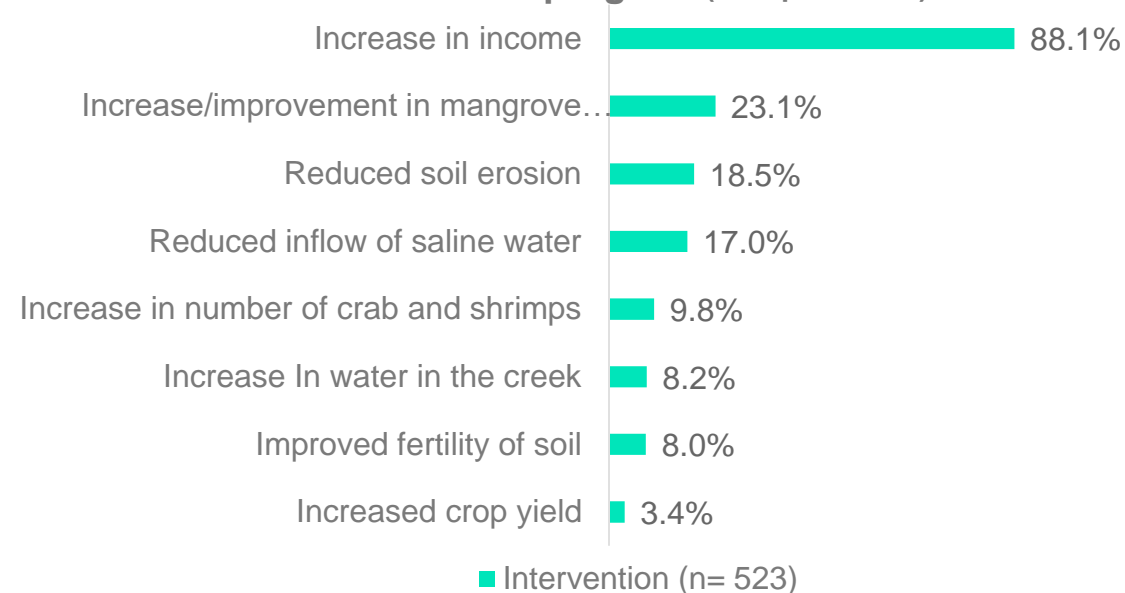 Increase in income 88.1%
Increase/improvement in mangrove… 23.1%
Reduced soil erosion 18.5%
Reduced inflow of saline water 17.0%
Increase in number of crab and shrimps 9.8%
Increase In water in the creek 8.2%
Improved fertility of soil 8.0%
Increased crop yield 3.4%
Intervention (n= 523)